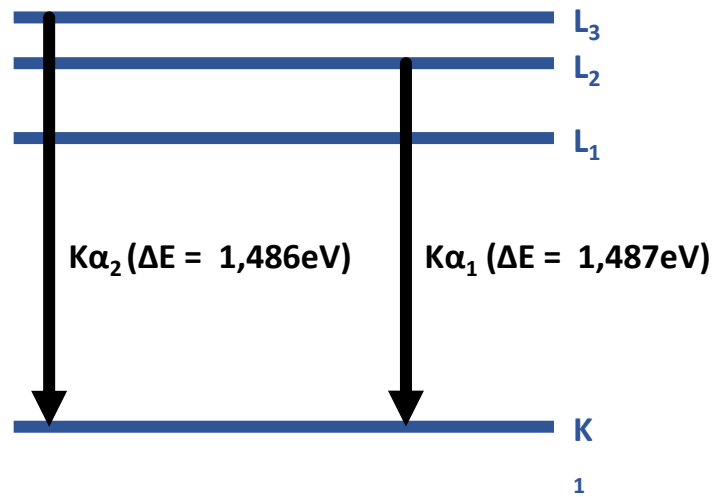 L₃
L₂
L₁
Kα₂ (ΔE =  1,486eV)
Kα₁ (ΔE =  1,487eV)
K
1